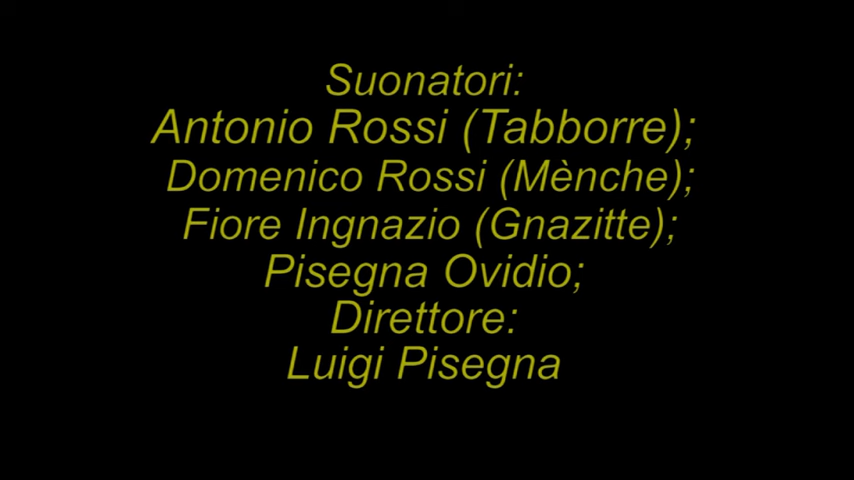 Suonatori:
Antonio Rossi (Tabborre);
Domenico Rossi (Mènche);
Fiore Ingnazio (Gnazitte);
Pisegna Ovidio;
Direttore:
Luigi Pisegna